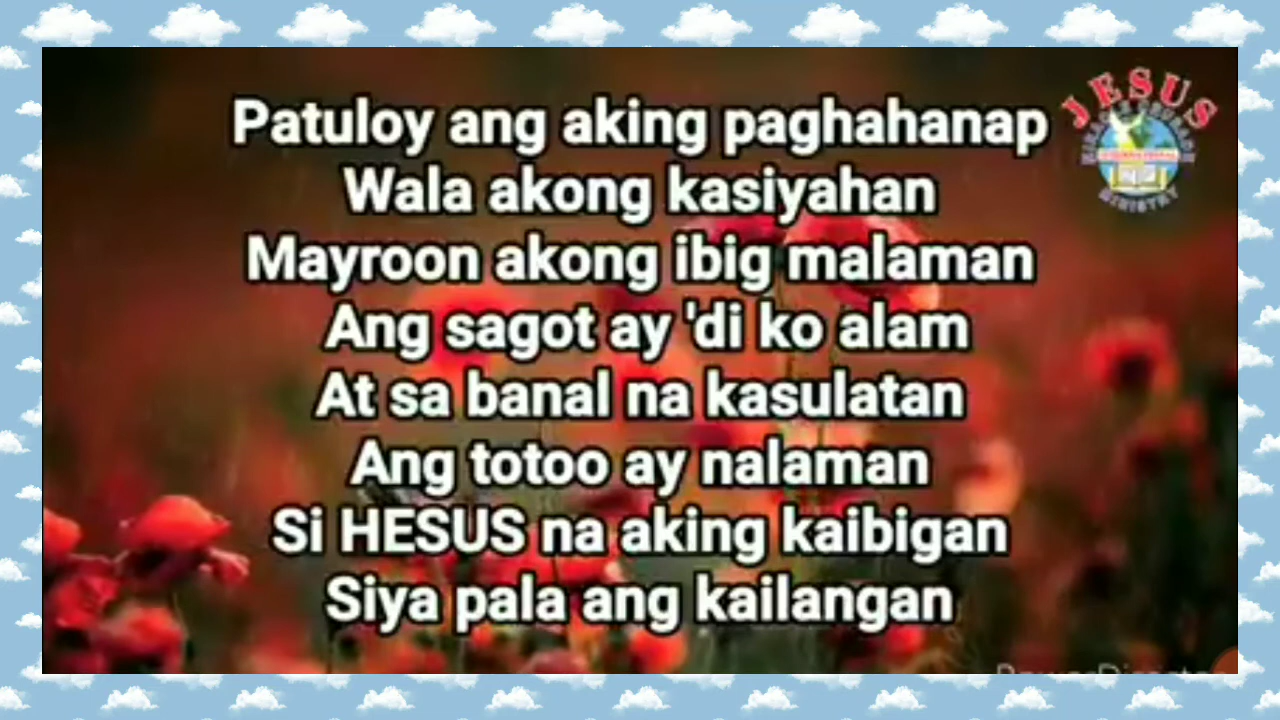 Patuloy ang aking paghahanap
Wala akong kasiyahan
Mayroon akong ibig malaman
Ang sagot ay 'di ko alam
At sa banal na kasulatan
Ang totoo ay nalaman
Si HESUS na aking kaibigan
Siya pala ang kailangan
JESUS
MINISTRY